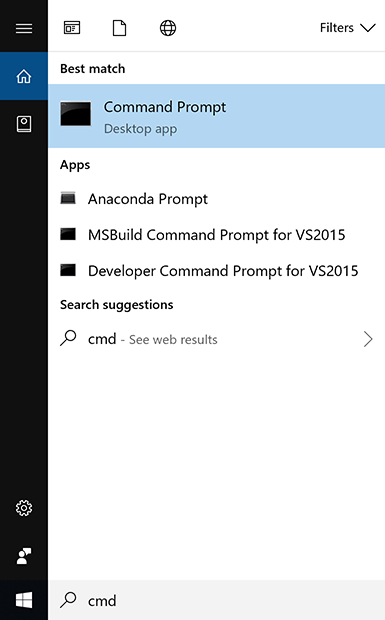 Filters
Best match
Command Prompt
Desktop app
Apps
Anaconda Prompt
MSBuild Command Prompt for VS2015
Developer Command Prompt for VS2015
Search suggestions
cmd - See web results
cmd